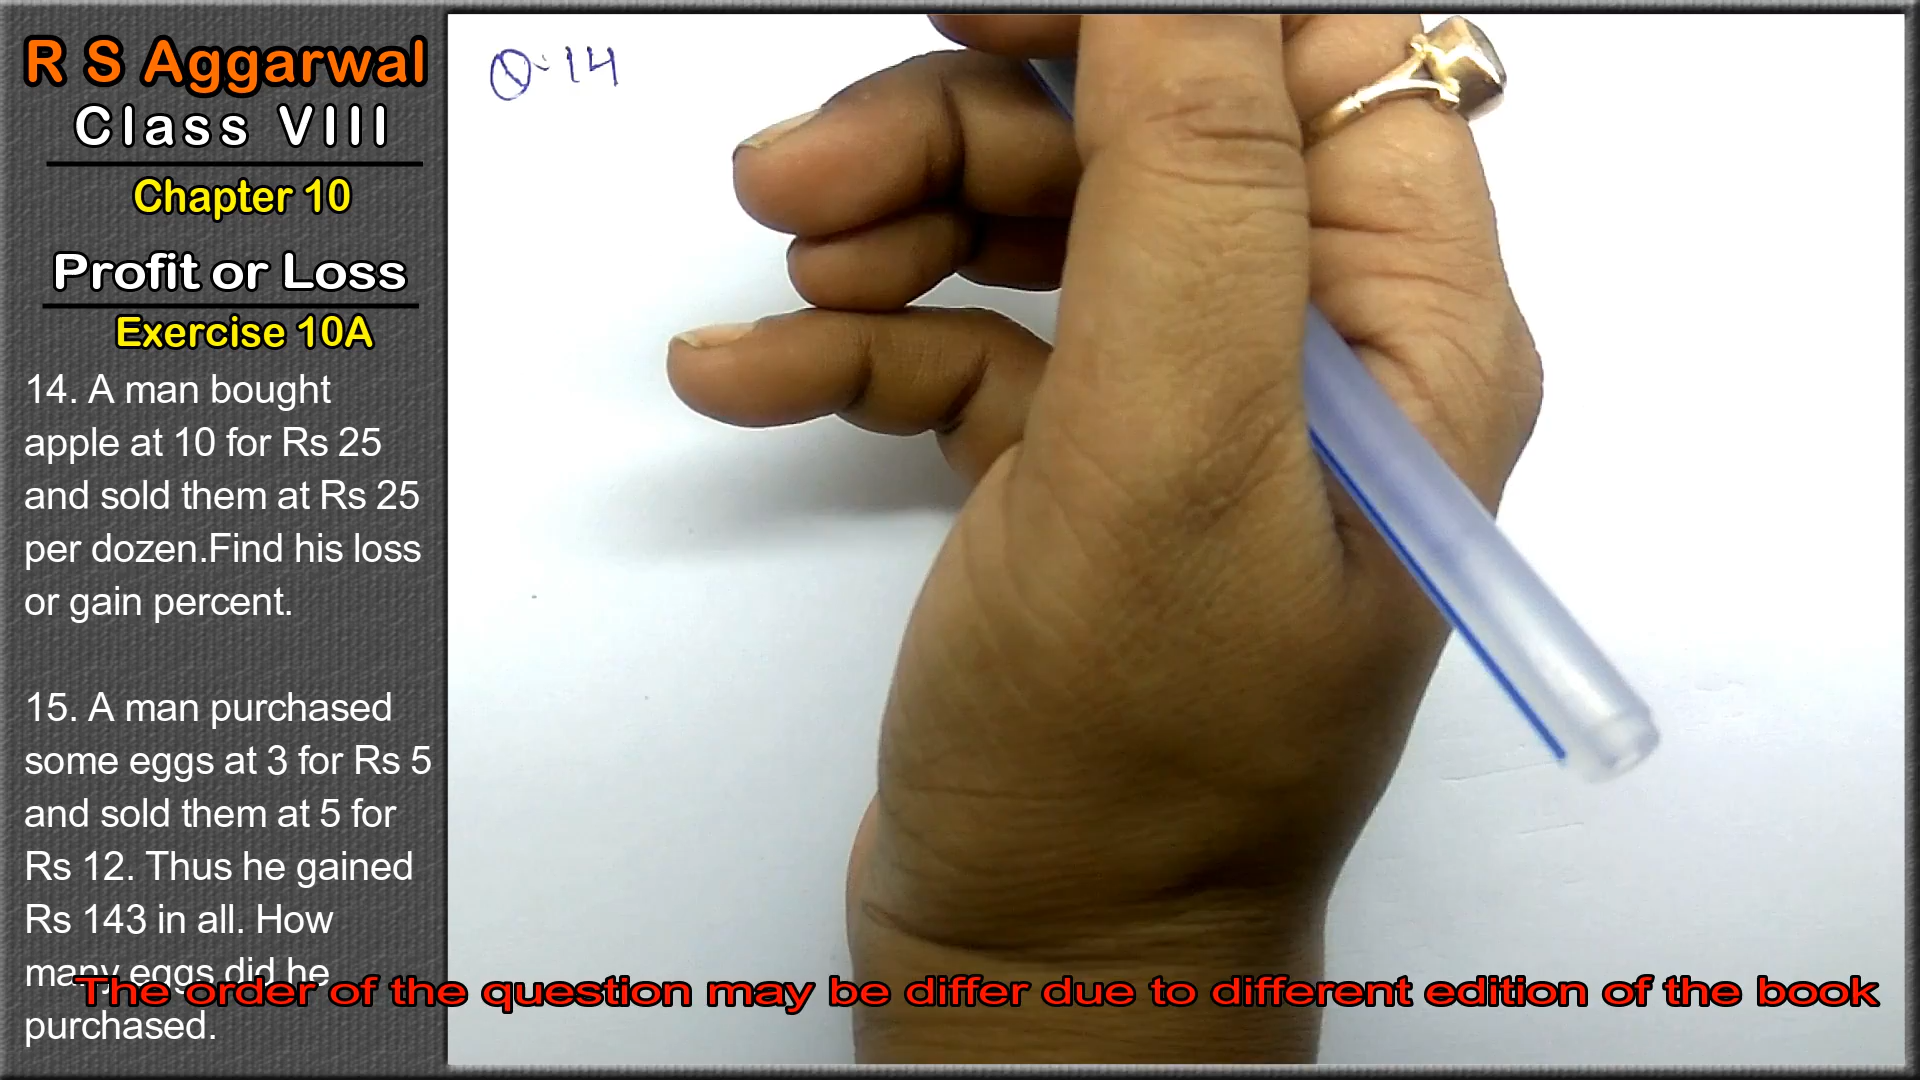 R S Aggarwal
Class VIII
Chapter 10
Profit or Loss
Exercise 10A
14. A man bought
apple at 10 for Rs 25
and sold them at Rs 25
per dozen.Find his loss
or gain percent.
15. A man purchased
some eggs at 3 for Rs 5
and sold them at 5 for
Rs 12. Thus he gained
Rs 143 in all. How
many eggs did he
purchased.
Q.14
The order of the question may be differ due to different edition of the book